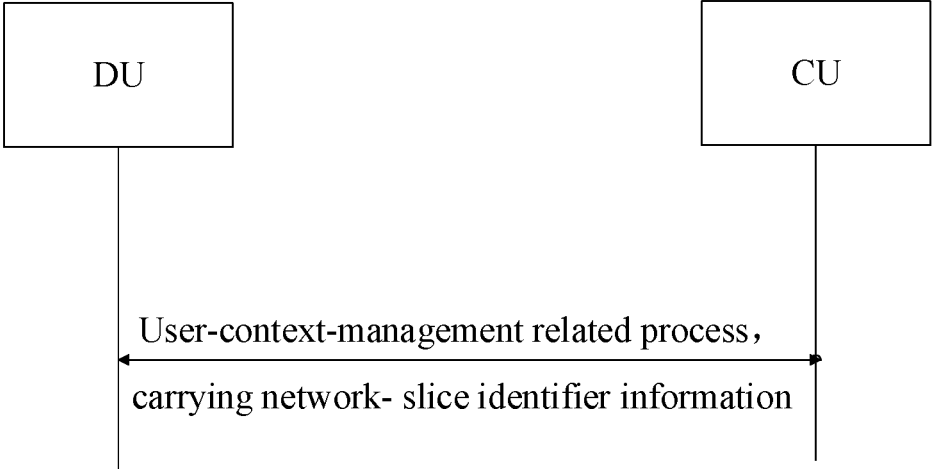 DU
CU
User-context-management related process，
carrying network- slice identifier information